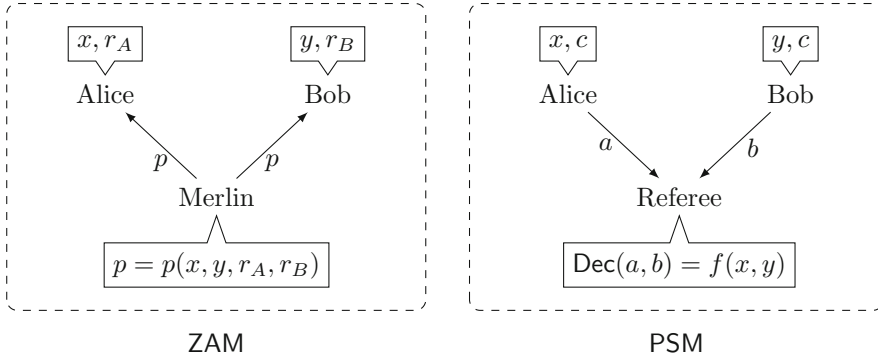 x, r_A
y, r_B
Alice
Bob
p
p
Merlin
p = p(x, y, r_A, r_B)
ZAM
x, c
y, c
Alice
Bob
a
b
Referee
Dec(a, b) = f(x, y)
PSM